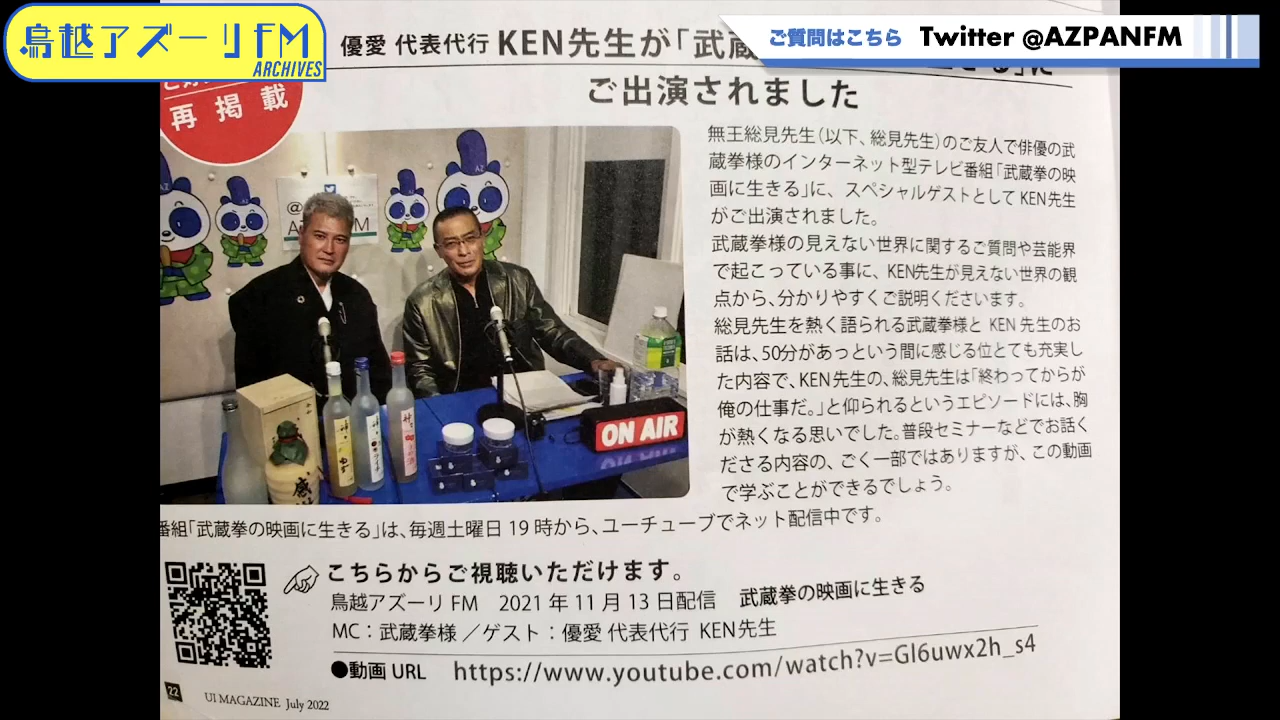 鳥越アズーリFM
ARCHIVES
ご質問はこちら Twitter @AZPANFM
優愛 代表代行 KEN先生が「武蔵
ご出演されました
再掲載
無王総見先生（以下、総見先生）のご友人で俳優の武
蔵拳様のインターネット型テレビ番組「武蔵拳の映
画に生きる」に、スペシャルゲストとしてKEN先生
がご出演されました。
武蔵拳様の見えない世界に関するご質問や芸能界
で起こっている事に、KEN先生が見えない世界の観
点から、分かりやすくご説明くださいます。
総見先生を熱く語られる武蔵拳様と KEN 先生のお
話は、50分があっという間に感じる位とても充実し
た内容で、KEN先生の、総見先生は「終わってからが
俺の仕事だ。」と仰られるというエピソードには、胸
が熱くなる思いでした。普段セミナーなどでお話く
ださる内容の、ごく一部ではありますが、この動画
で学ぶことができるでしょう。
ON AIR
番組「武蔵拳の映画に生きる」は、毎週土曜日 19 時から、ユーチューブでネット配信中です。
こちらからご視聴いただけます。
鳥越アズーリ FM 2021 年 11 月 13 日配信 武蔵拳の映画に生きる
MC：武蔵拳様 ／ゲスト：優愛 代表代行 KEN先生
●動画 URL https://www.youtube.com/watch?v=Gl6uwx2h_s4
22 UI MAGAZINE July 2022